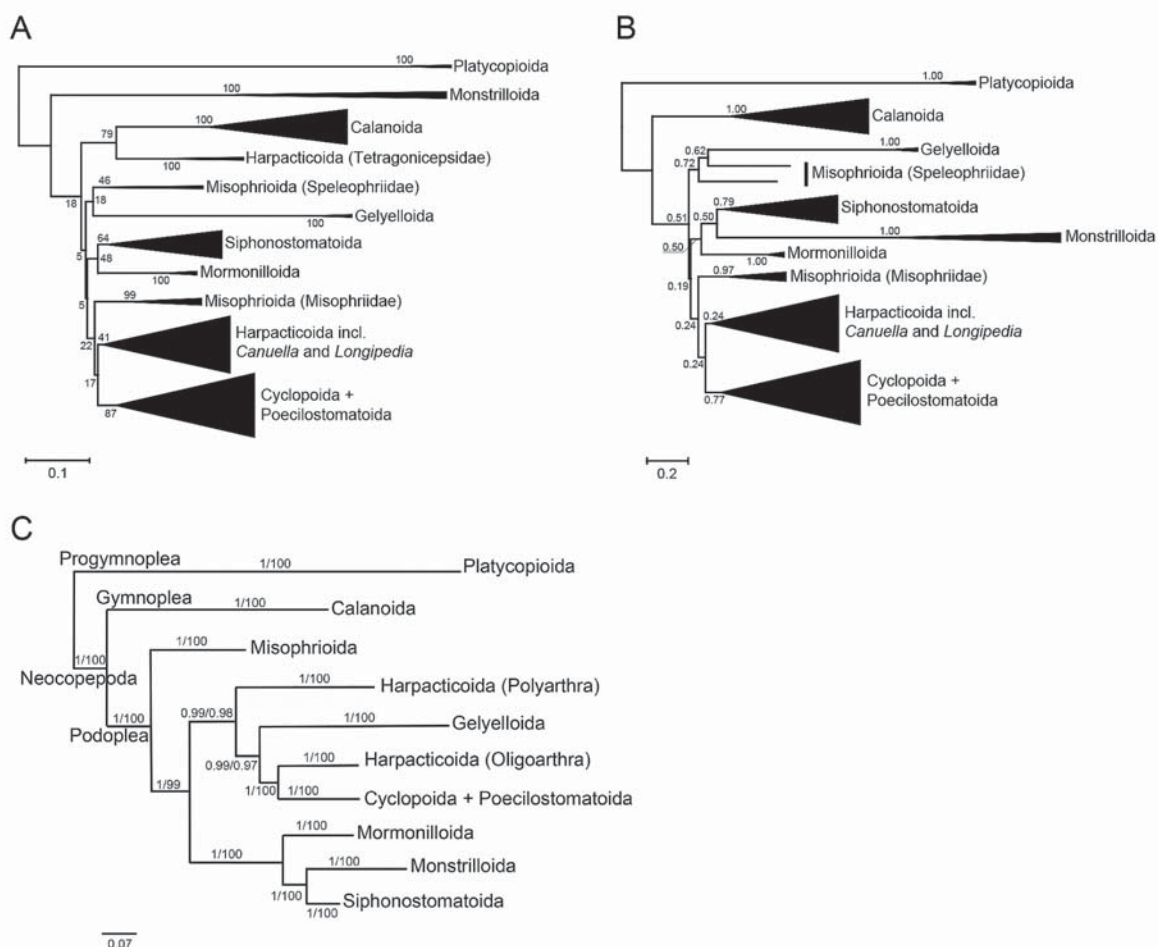 A
100
Platycopioida
100
Monstrilloida
100
Calanoida
79
Harpacticoida (Tetragonicepsidae)
100
46
Misophrioida (Speleophriidae)
18
18
Gelyelloida
100
64
Siphonostomatoida
48
5
Mormonilloida
100
5
99
Misophrioida (Misophriidae)
41
22
Harpacticoida incl.
Canuella and Longipedia
17
Cyclopoida +
Poecilostomatoida
87
0.1
B
1.00
Platycopioida
1.00
Calanoida
1.00
Gelyelloida
0.62
0.72
Misophrioida (Speleophriidae)
0.79
Siphonostomatoida
0.51
0.50
1.00
Monstrilloida
0.50
Mormonilloida
1.00
0.97
Misophrioida (Misophriidae)
0.19
0.24
0.24
Harpacticoida incl.
Canuella and Longipedia
0.24
Cyclopoida +
Poecilostomatoida
0.77
0.2
C
Progymnoplea
1/100
Platycopioida
Gymnoplea
1/100
Calanoida
1/100
Misophrioida
1/100
Neocopepoda
1/100
Harpacticoida (Polyarthra)
0.99/0.98
1/100
Gelyelloida
1/100
Podoplea
1/100
Harpacticoida (Oligoarthra)
0.99/0.97
1/99
1/100
1/100
Cyclopoida + Poecilostomatoida
1/100
Mormonilloida
1/100
1/100
Monstrilloida
1/100
Siphonostomatoida
1/100
0.07